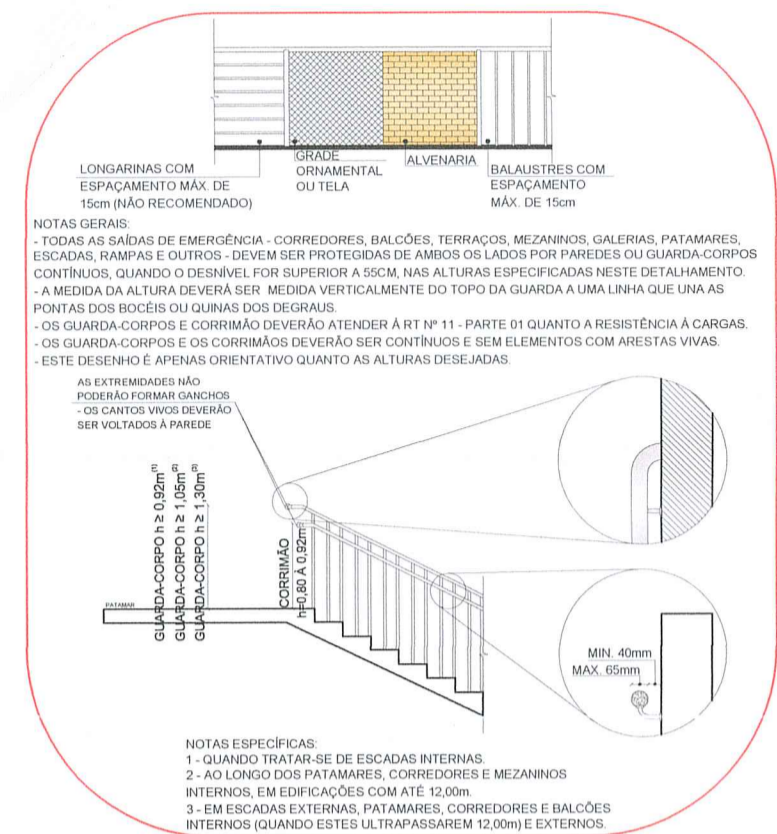 LONGARINAS COM
ESPAÇAMENTO MÁX. DE
15cm (NÃO RECOMENDADO)
GRADE
ORNAMENTAL
OU TELA
ALVENARIA
BALAUSTRES COM
ESPAÇAMENTO
MÁX. DE 15cm
NOTAS GERAIS:
- TODAS AS SAÍDAS DE EMERGÊNCIA - CORREDORES, BALCÕES, TERRAÇOS, MEZANINOS, GALERIAS, PATAMARES,
ESCADAS, RAMPAS E OUTROS - DEVEM SER PROTEGIDAS DE AMBOS OS LADOS POR PAREDES OU GUARDA-CORPOS
CONTÍNUOS, QUANDO O DESNÍVEL FOR SUPERIOR A 55CM, NAS ALTURAS ESPECIFICADAS NESTE DETALHAMENTO.
- A MEDIDA DA ALTURA DEVERÁ SER MEDIDA VERTICALMENTE DO TOPO DA GUARDA A UMA LINHA QUE UNA AS
PONTAS DOS BOCÉIS OU QUINAS DOS DEGRAUS.
- OS GUARDA-CORPOS E CORRIMÃO DEVERÃO ATENDER À RT Nº 11 - PARTE 01 QUANTO A RESISTÊNCIA À CARGAS.
- OS GUARDA-CORPOS E OS CORRIMÃOS DEVERÃO SER CONTÍNUOS E SEM ELEMENTOS COM ARESTAS VIVAS.
- ESTE DESENHO É APENAS ORIENTATIVO QUANTO AS ALTURAS DESEJADAS.
AS EXTREMIDADES NÃO
PODERÃO FORMAR GANCHOS
- OS CANTOS VIVOS DEVERÃO
SER VOLTADOS À PAREDE
GUARDA-CORPO h ≥ 0,92m⁽¹⁾
GUARDA-CORPO h ≥ 1,05m⁽²⁾
GUARDA-CORPO h ≥ 1,30m⁽³⁾
CORRIMÃO
h=0,80 À 0,92m
PATAMAR
MIN. 40mm
MAX. 65mm
NOTAS ESPECÍFICAS:
1 - QUANDO TRATAR-SE DE ESCADAS INTERNAS.
2 - AO LONGO DOS PATAMARES, CORREDORES E MEZANINOS
INTERNOS, EM EDIFICAÇÕES COM ATÉ 12,00m.
3 - EM ESCADAS EXTERNAS, PATAMARES, CORREDORES E BALCÕES
INTERNOS (QUANDO ESTES ULTRAPASSAREM 12,00m) E EXTERNOS.